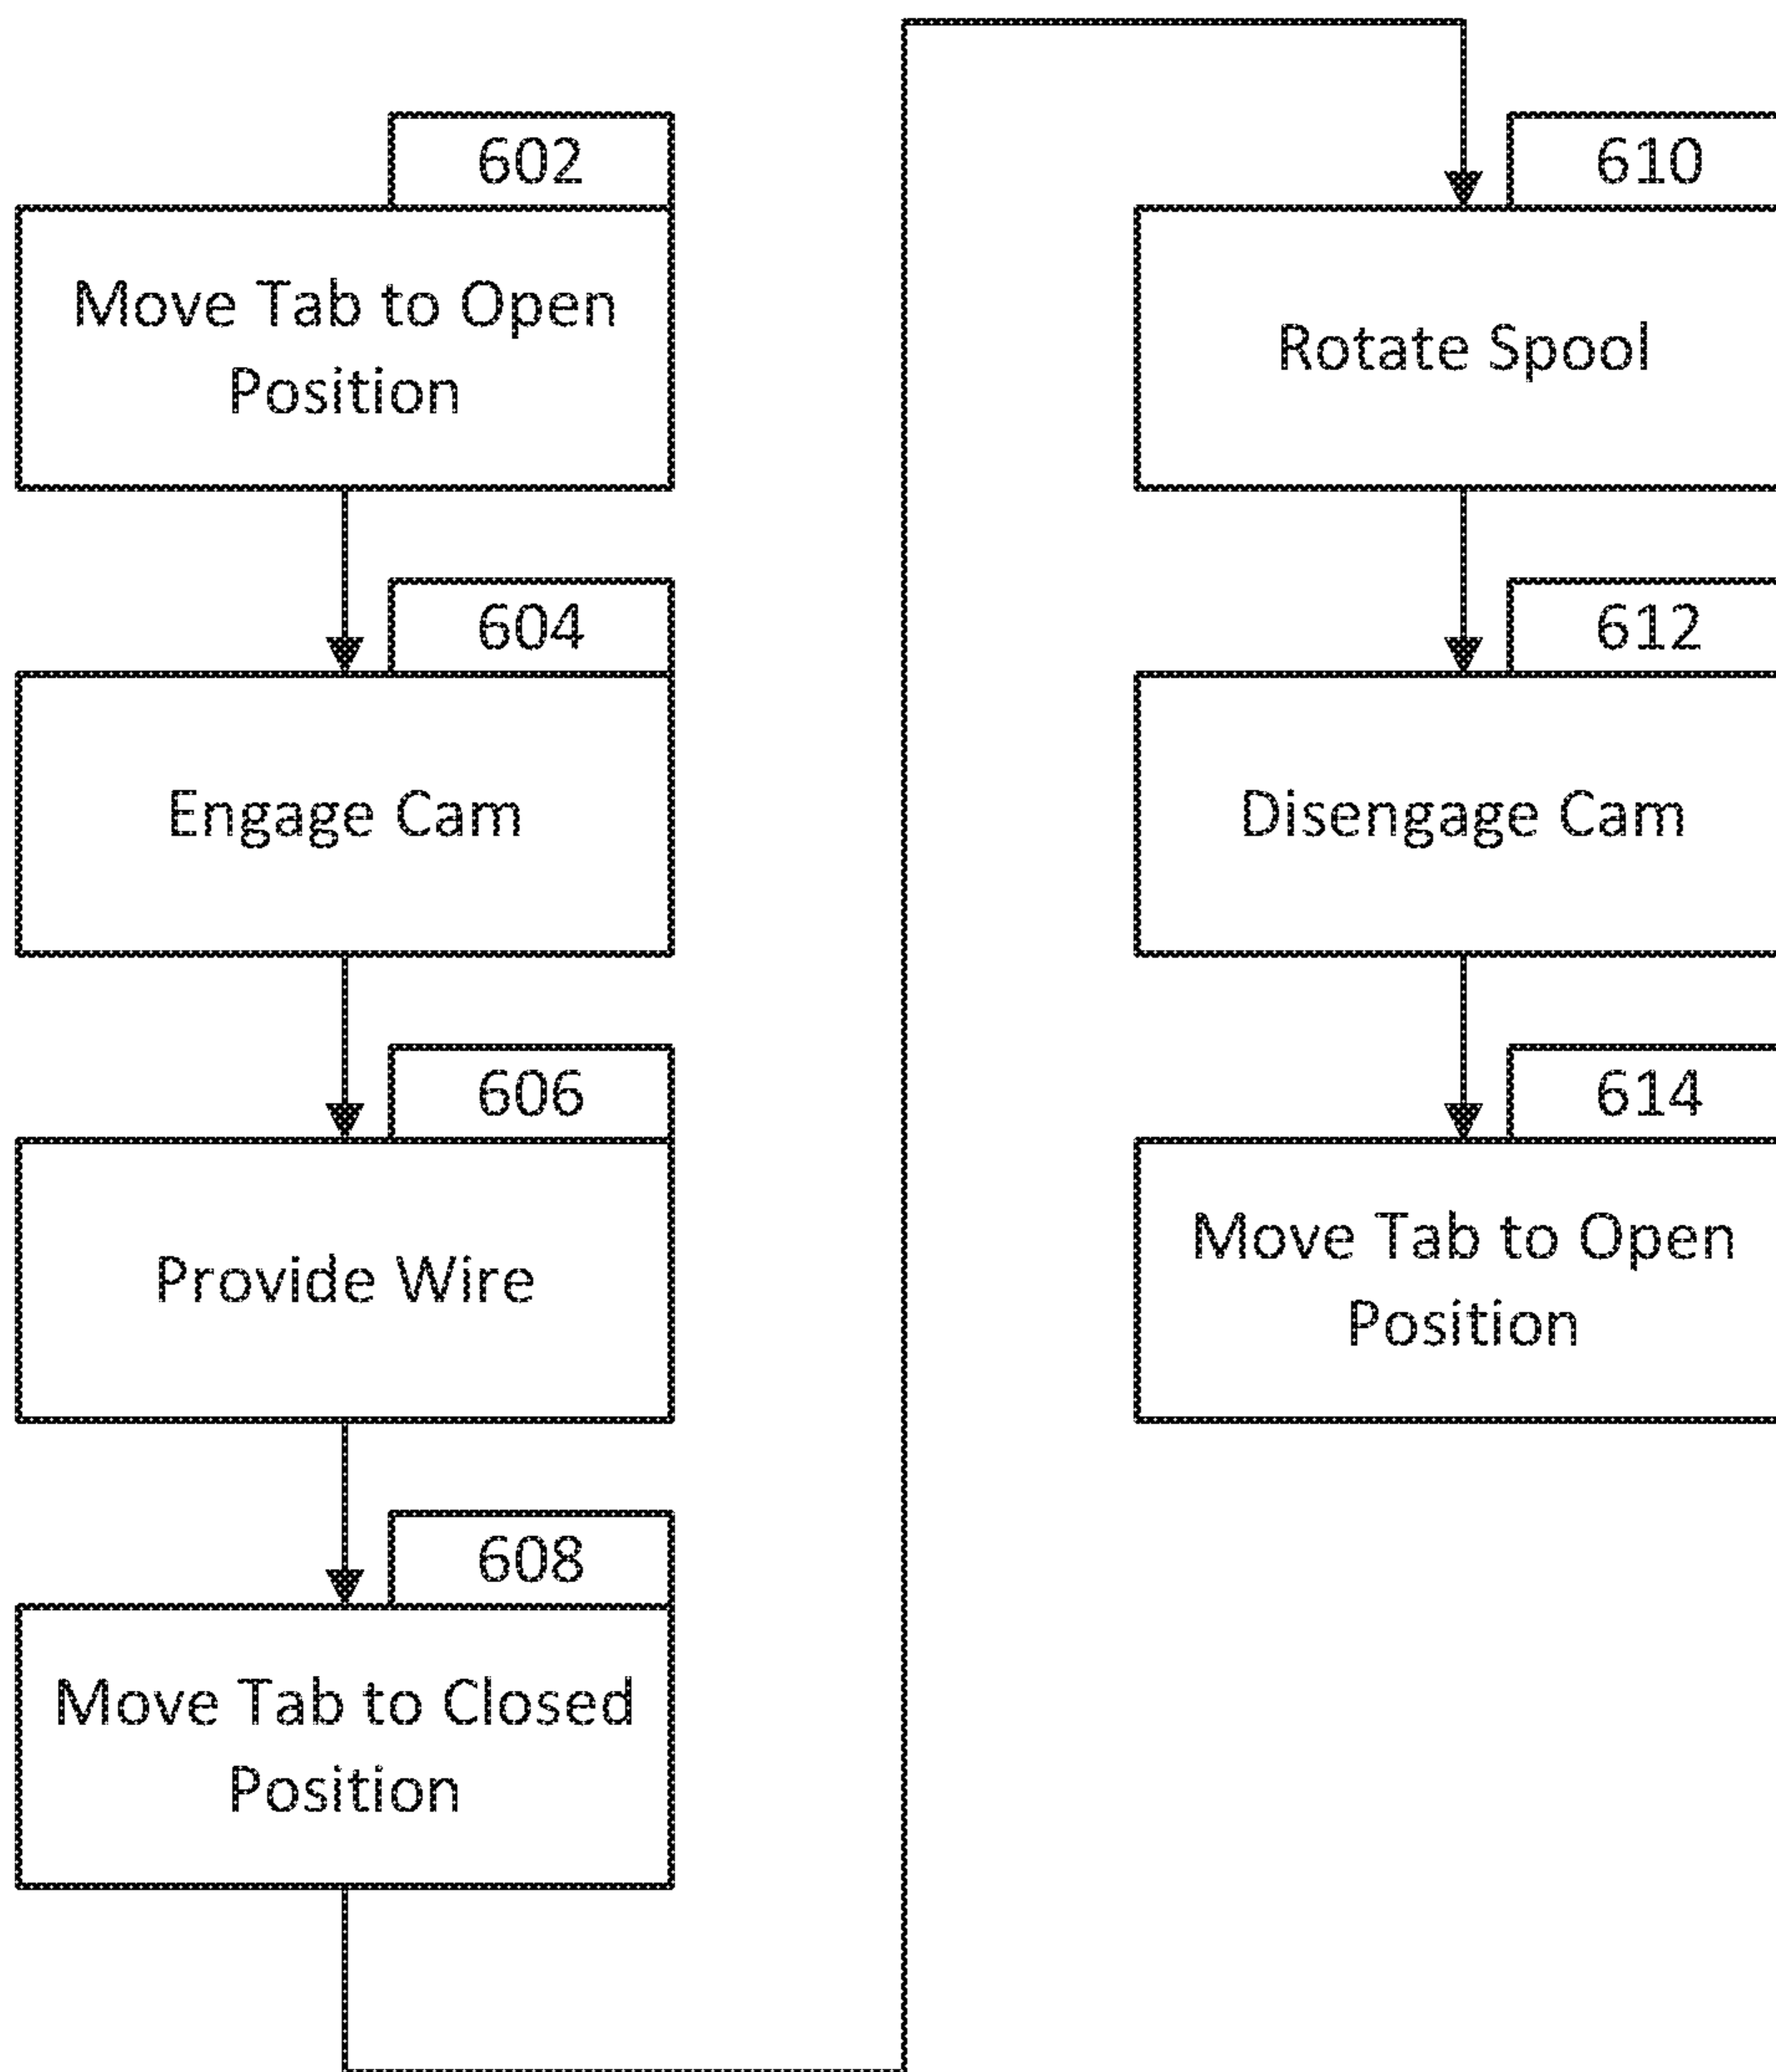 602
Move Tab to Open
Position
604
Engage Cam
606
Provide Wire
608
Move Tab to Closed
Position
610
Rotate Spool
612
Disengage Cam
614
Move Tab to Open
Position